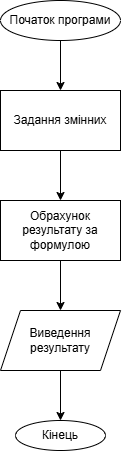 Початок програми
Задання змінних
Обрахунок
результату за
формулою
Виведення
результату
Кінець